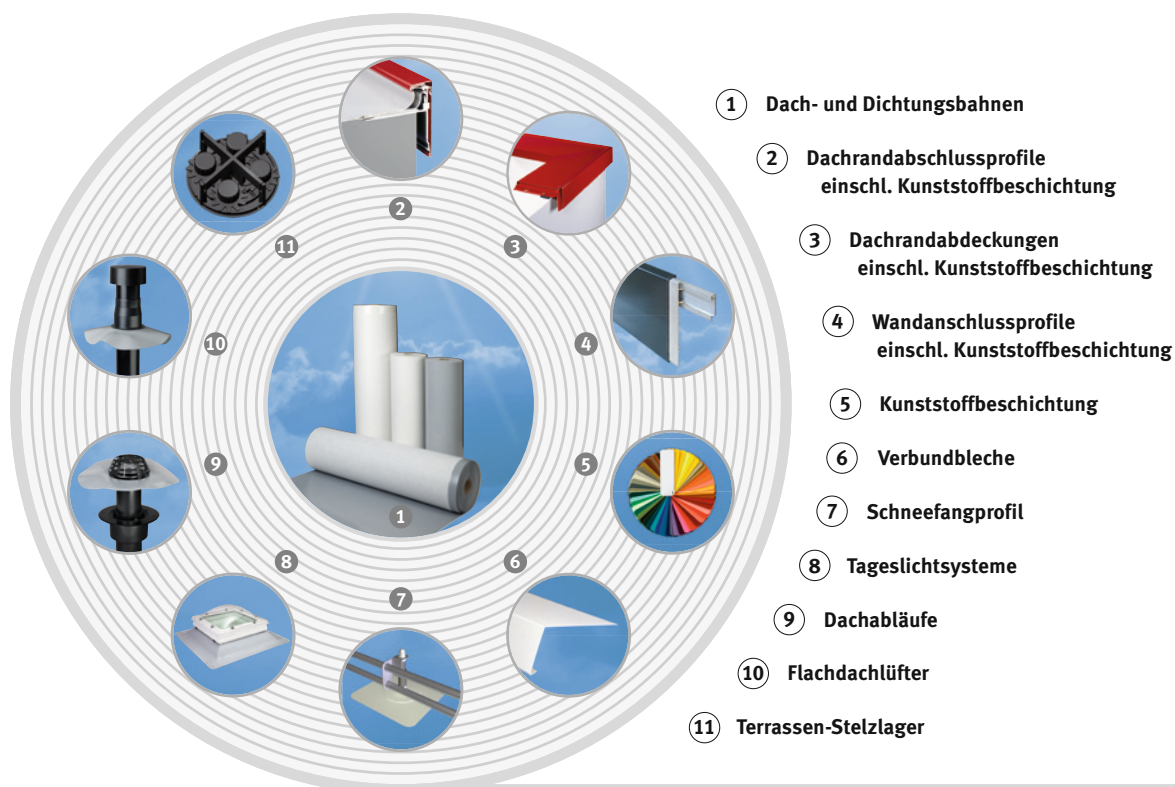 1 Dach- und Dichtungsbahnen
2 Dachrandabschlussprofile
einschl. Kunststoffbeschichtung
3 Dachrandabdeckungen
einschl. Kunststoffbeschichtung
4 Wandanschlussprofile
einschl. Kunststoffbeschichtung
5 Kunststoffbeschichtung
6 Verbundbleche
7 Schneefangprofil
8 Tageslichtsysteme
9 Dachabläufe
10 Flachdachlüfter
11 Terrassen-Stelzlager
2
11
3
10
4
9
5
1
8
6
7